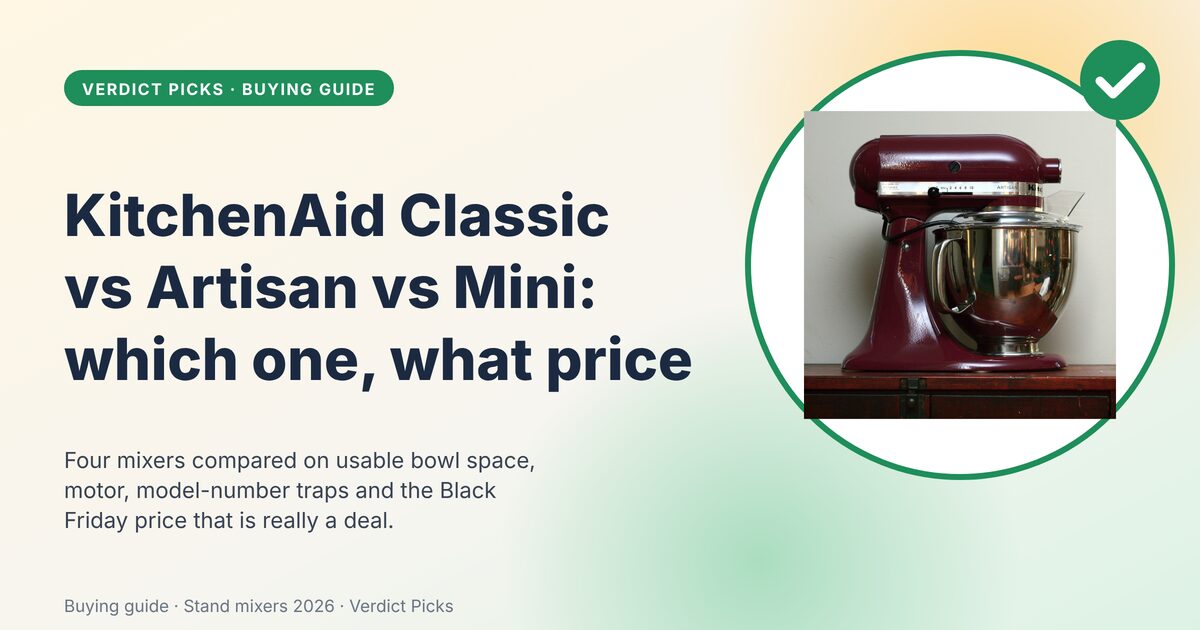 VERDICT PICKS · BUYING GUIDE
KitchenAid Classic
vs Artisan vs Mini:
which one, what price
Four mixers compared on usable bowl space,
motor, model-number traps and the Black
Friday price that is really a deal.
Buying guide · Stand mixers 2026 · Verdict Picks